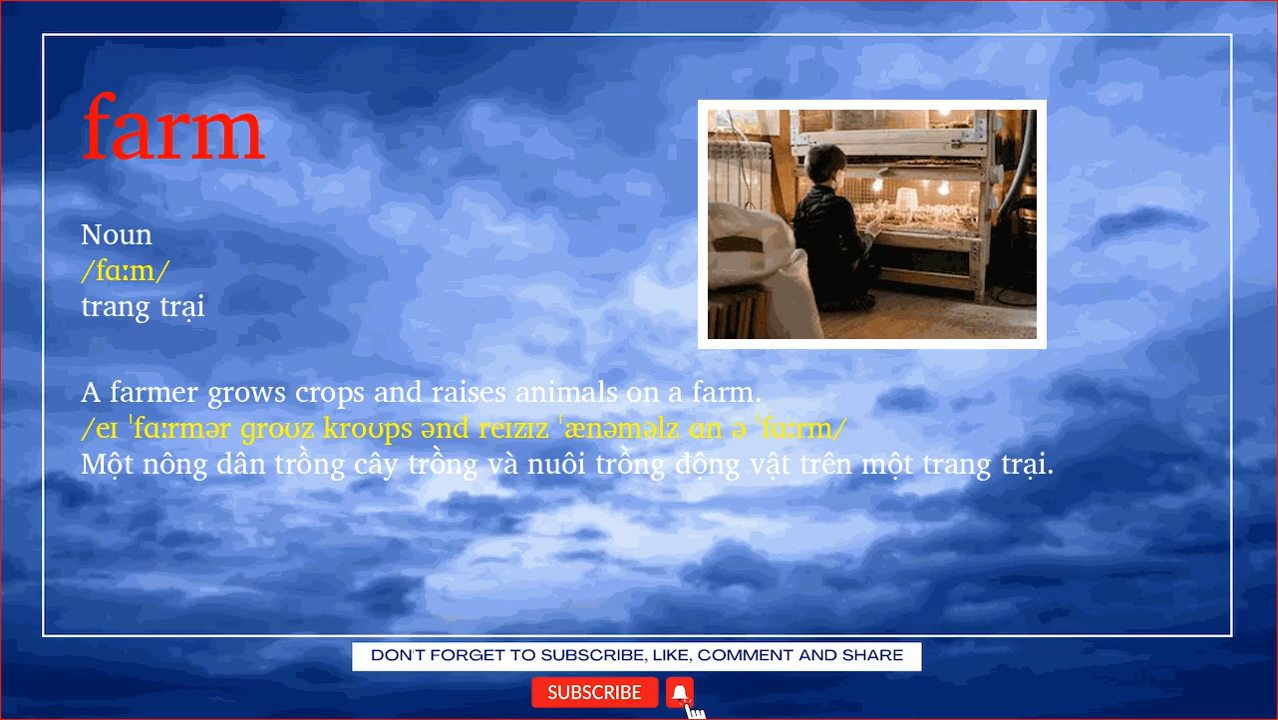 farm
Noun
/fɑːm/
trang trại
A farmer grows crops and raises animals on a farm.
/eɪ ˈfɑːrmər ɡroʊz kroʊps ənd reɪzɪz ˈænəməlz ɑn ə ˈfɑːrm/
Một nông dân trồng cây trồng và nuôi trồng động vật trên một trang trại.
DON'T FORGET TO SUBSCRIBE, LIKE, COMMENT AND SHARE
SUBSCRIBE